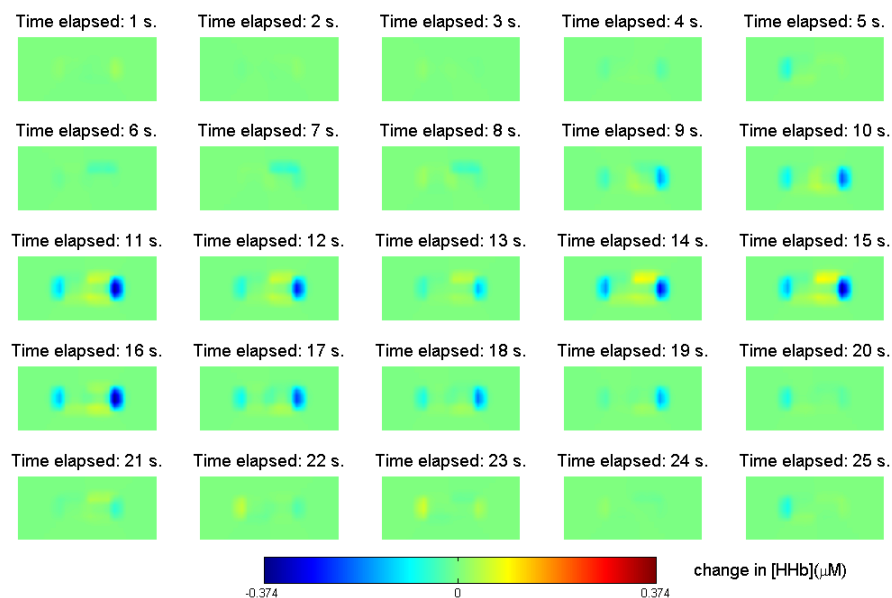 Time elapsed: 1 s. Time elapsed: 2 s. Time elapsed: 3 s. Time elapsed: 4 s. Time elapsed: 5 s.
Time elapsed: 6 s. Time elapsed: 7 s. Time elapsed: 8 s. Time elapsed: 9 s. Time elapsed: 10 s.
Time elapsed: 11 s. Time elapsed: 12 s. Time elapsed: 13 s. Time elapsed: 14 s. Time elapsed: 15 s.
Time elapsed: 16 s. Time elapsed: 17 s. Time elapsed: 18 s. Time elapsed: 19 s. Time elapsed: 20 s.
Time elapsed: 21 s. Time elapsed: 22 s. Time elapsed: 23 s. Time elapsed: 24 s. Time elapsed: 25 s.
change in [HHb](μM)
-0.374 0 0.374